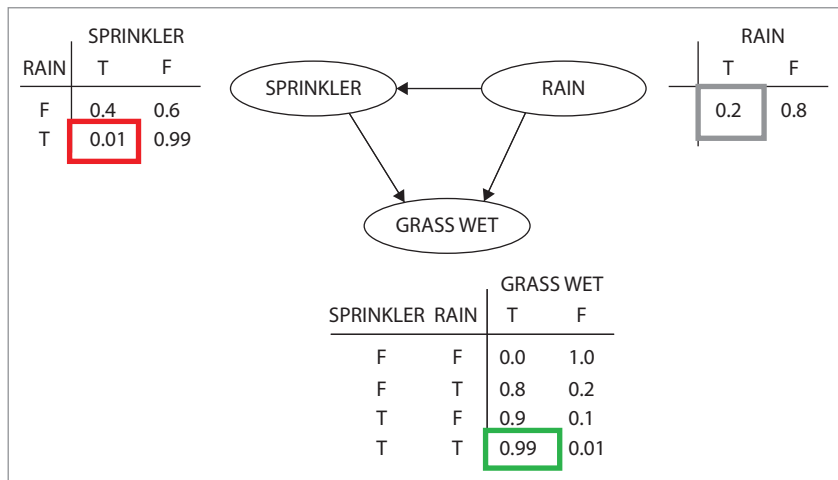 SPRINKLER
RAIN T F
F 0.4 0.6
T 0.01 0.99
SPRINKLER
RAIN
RAIN
T F
0.2 0.8
GRASS WET
GRASS WET
SPRINKLER RAIN T F
F F 0.0 1.0
F T 0.8 0.2
T F 0.9 0.1
T T 0.99 0.01